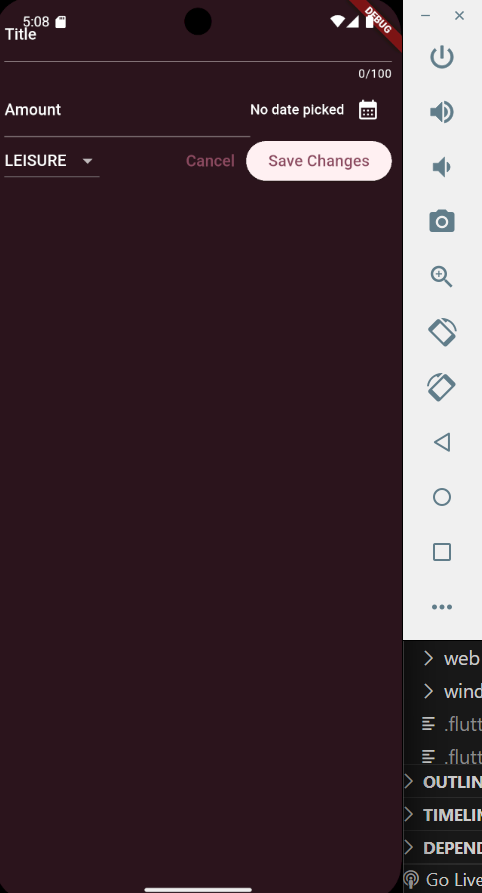 5:08
DEBUG
Title
0/100
Amount
No date picked
LEISURE
Cancel
Save Changes
web
wind
.flutt
.flutt
OUTLIN
TIMELIN
DEPEND
Go Live